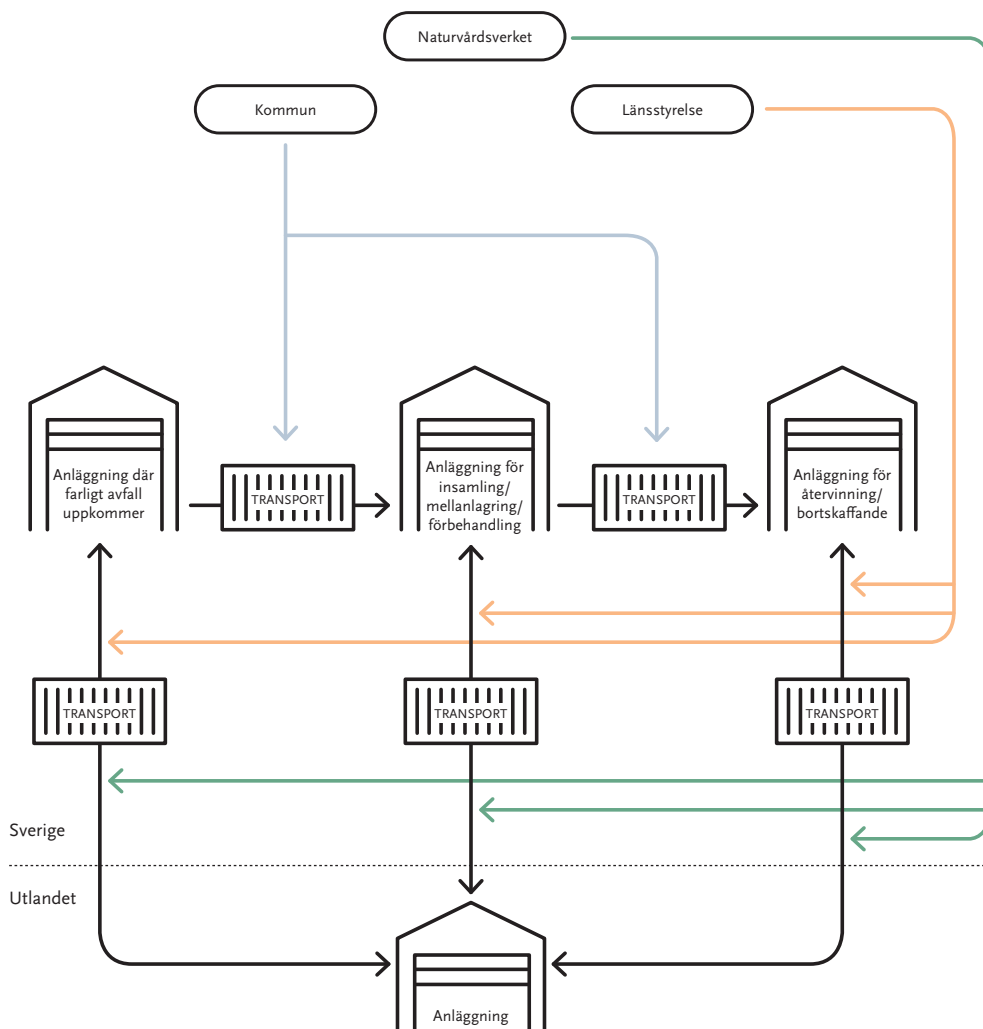 Naturvårdsverket
Kommun
Länsstyrelse
Anläggning där
farligt avfall
uppkommer
TRANSPORT
Anläggning för
insamling/
mellanlagring/
förbehandling
TRANSPORT
Anläggning för
återvinning/
bortskaffande
TRANSPORT
TRANSPORT
TRANSPORT
Sverige
Utlandet
Anläggning